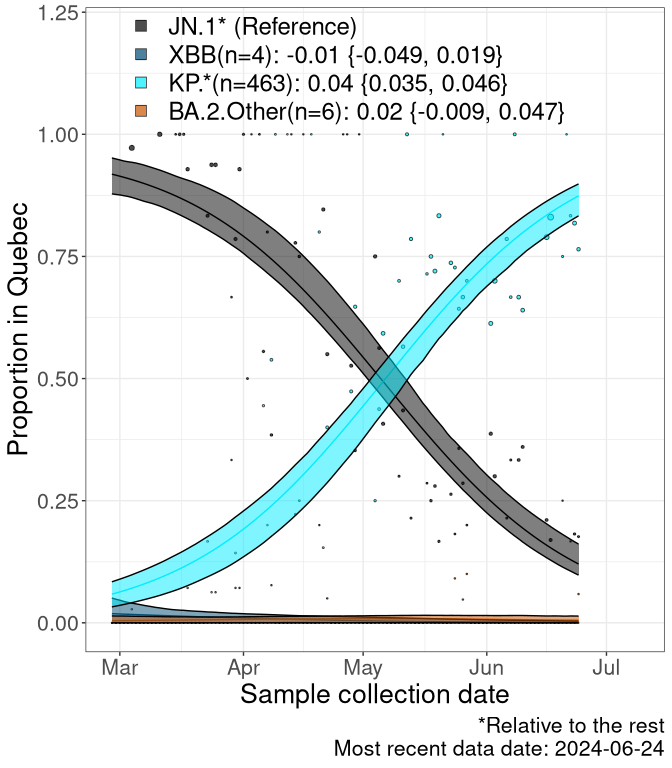 1.25
JN.1* (Reference)
XBB(n=4): -0.01 {-0.049, 0.019}
KP.*(n=463): 0.04 {0.035, 0.046}
BA.2.Other(n=6): 0.02 {-0.009, 0.047}
1.00
0.75
0.50
0.25
0.00
Proportion in Quebec
Mar Apr May Jun Jul
Sample collection date
*Relative to the rest
Most recent data date: 2024-06-24